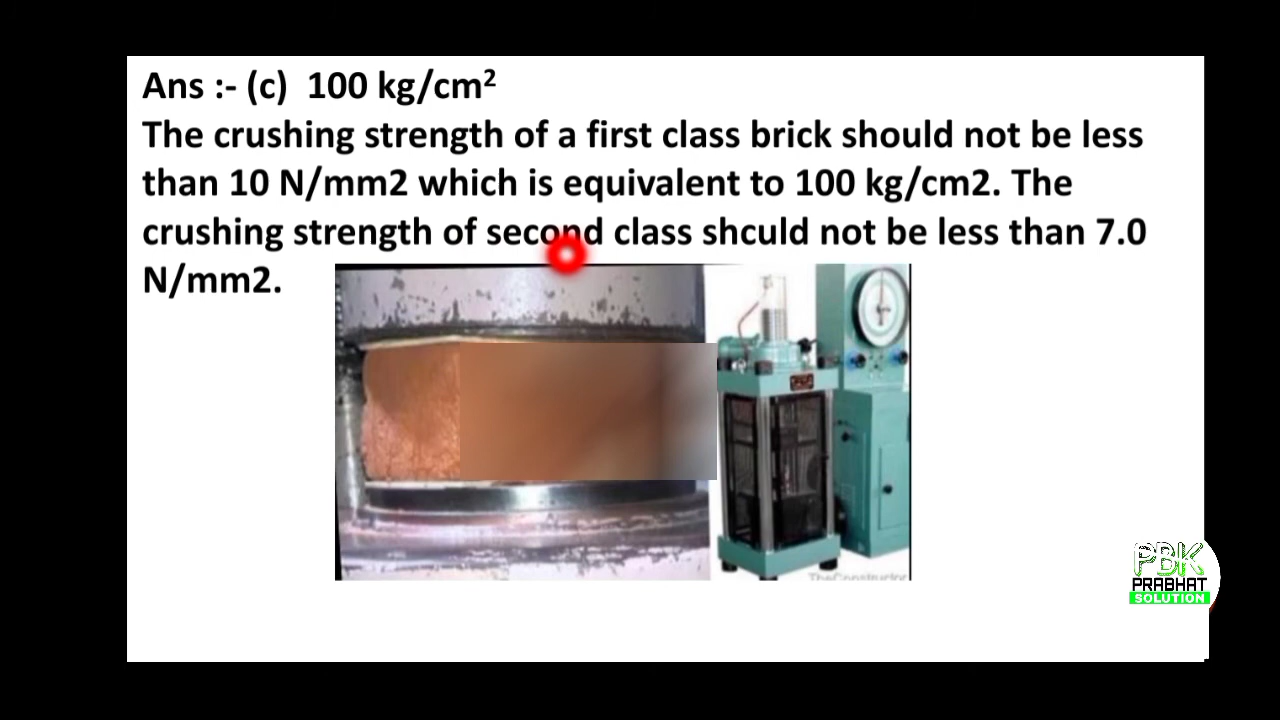 Ans :- (c) 100 kg/cm²
The crushing strength of a first class brick should not be less
than 10 N/mm2 which is equivalent to 100 kg/cm2. The
crushing strength of second class shculd not be less than 7.0
N/mm2.
TheConstructor
PBK
PRABHAT
SOLUTION